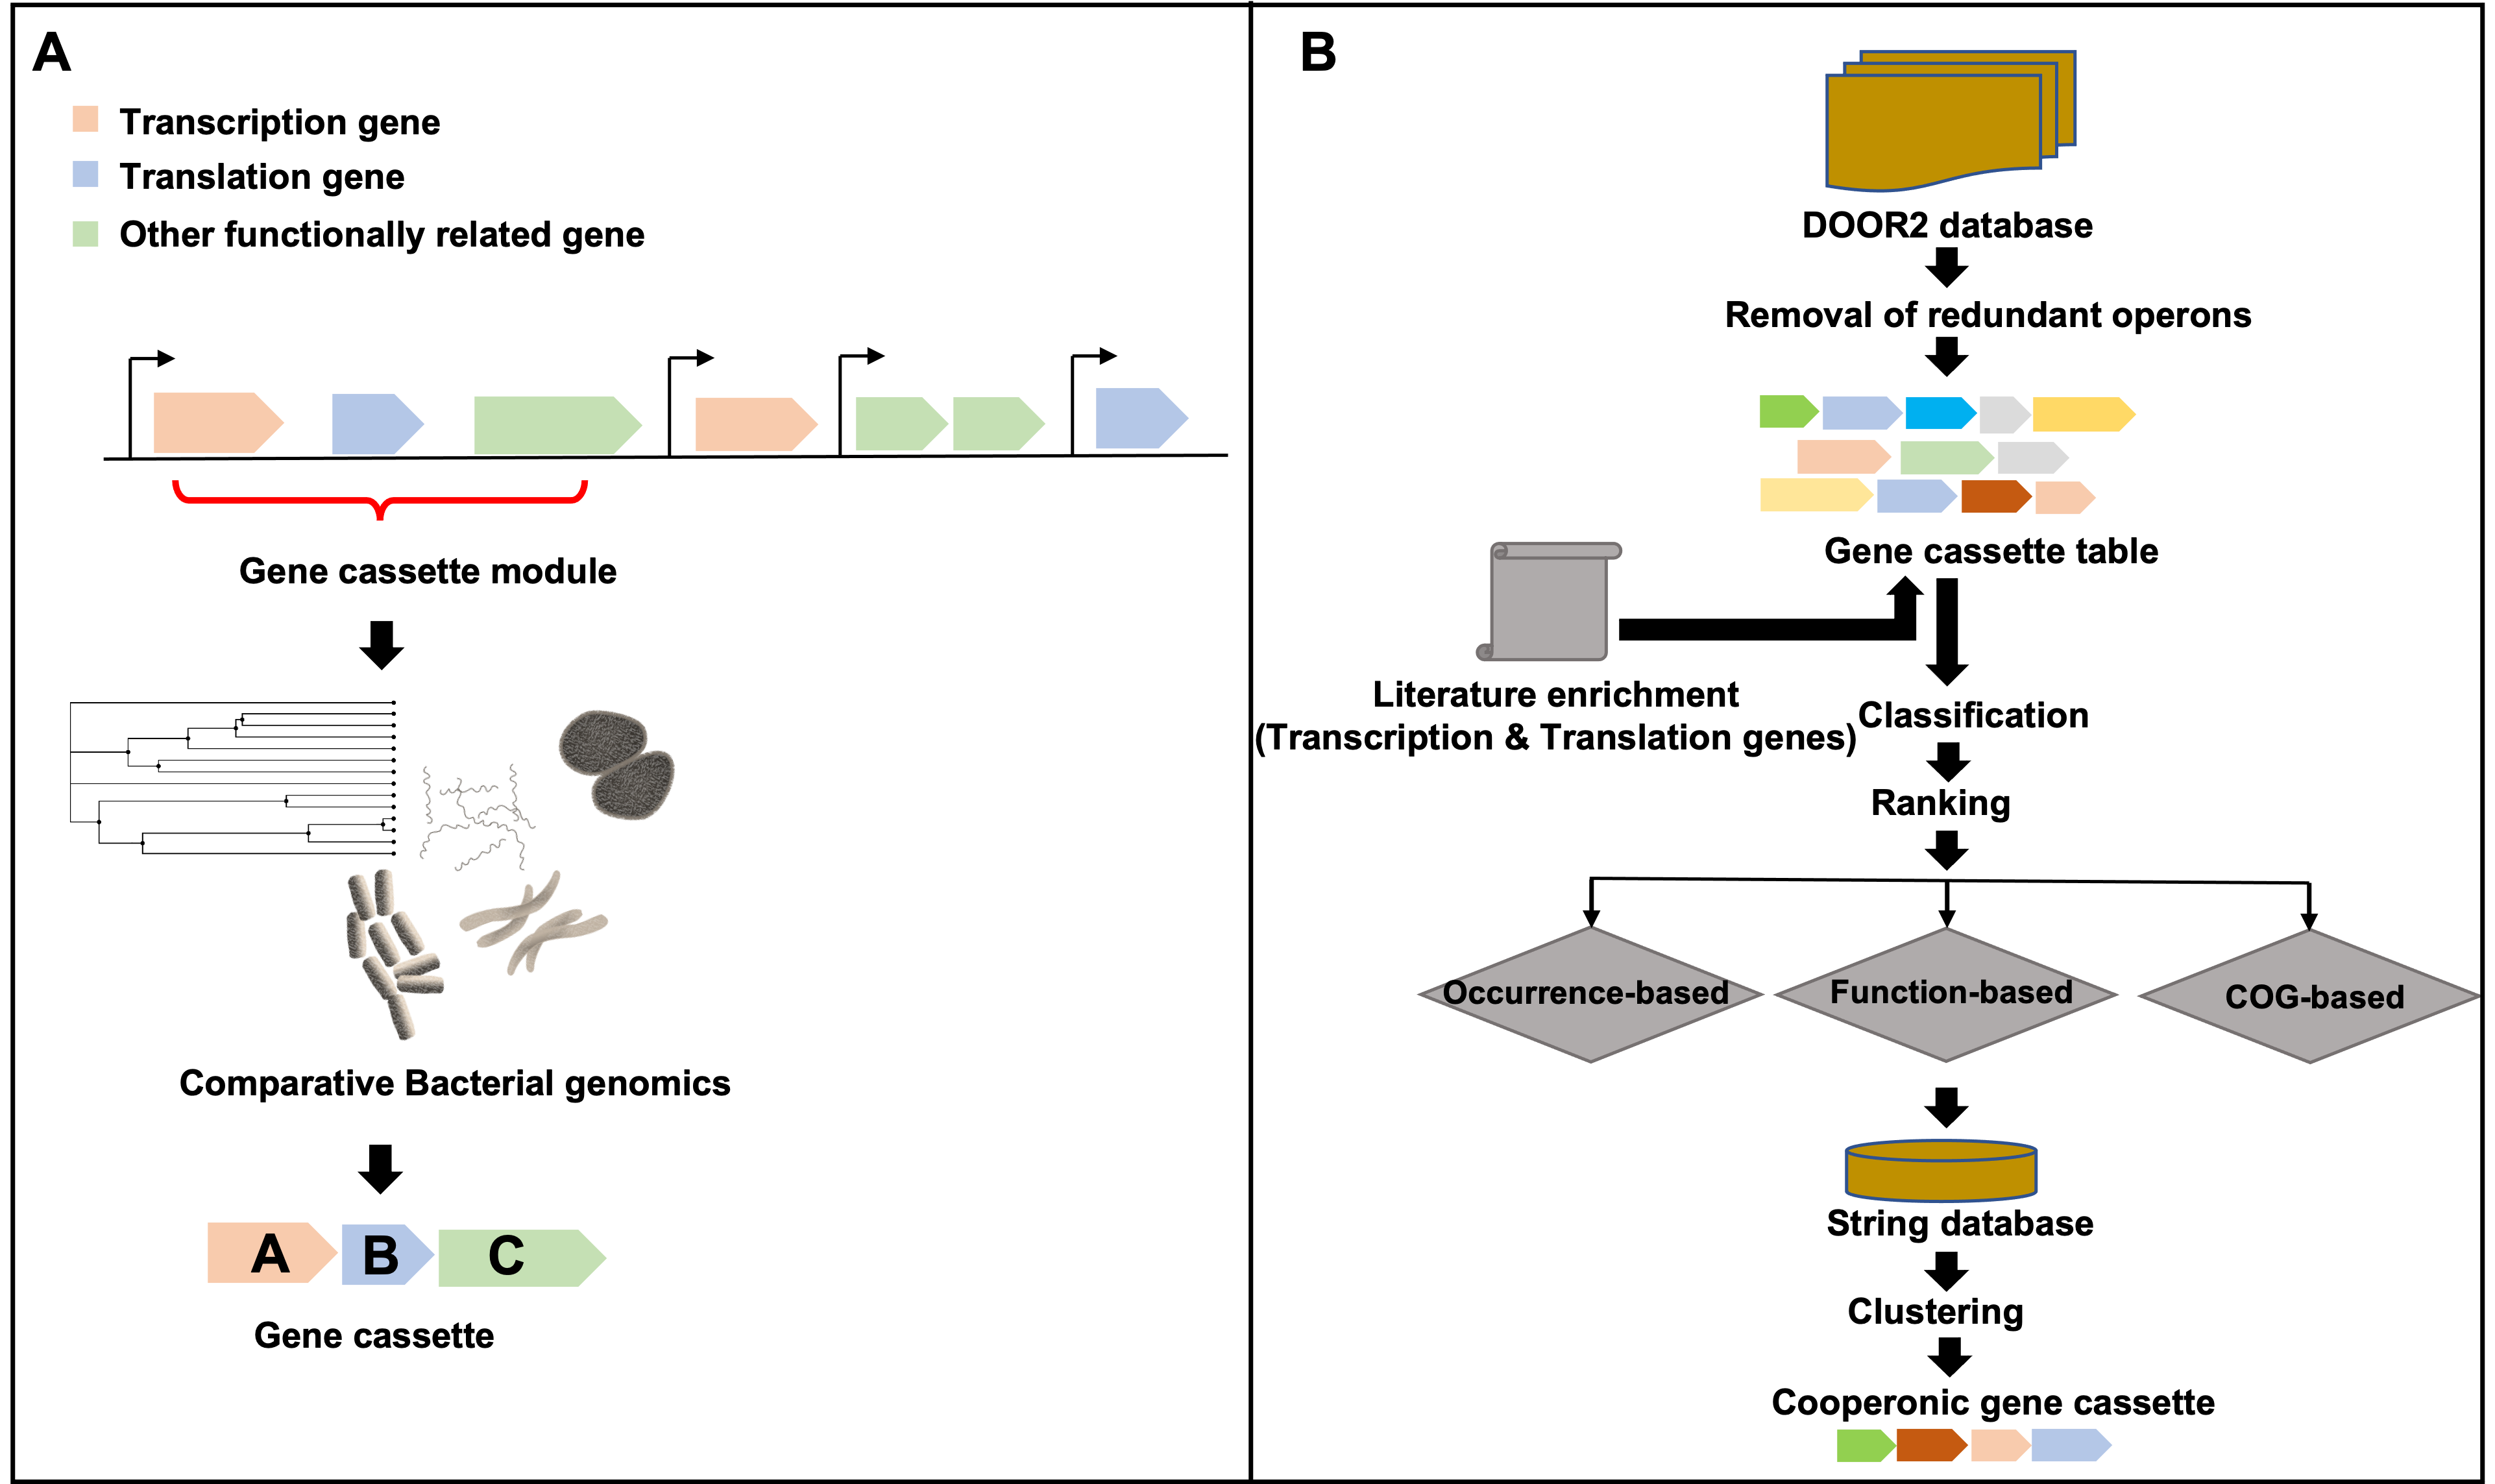 A
Transcription gene
Translation gene
Other functionally related gene
Gene cassette module
Comparative Bacterial genomics
A B C
Gene cassette
B
DOOR2 database
Removal of redundant operons
Gene cassette table
Literature enrichment
(Transcription & Translation genes)
Classification
Ranking
Occurrence-based
Function-based
COG-based
String database
Clustering
Cooperonic gene cassette